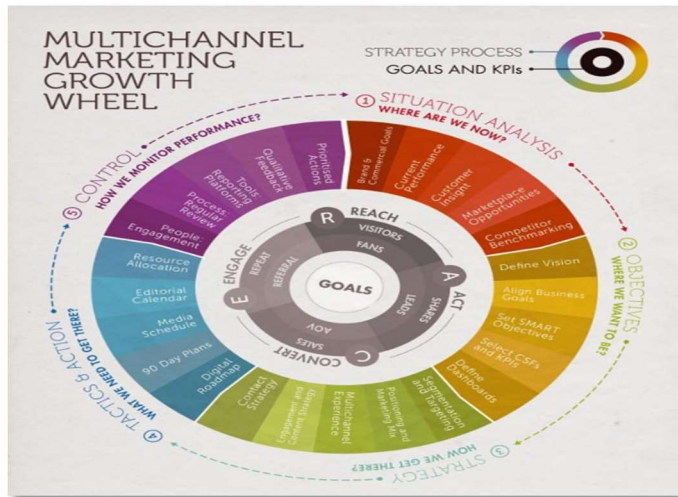 MULTICHANNEL
MARKETING
GROWTH
WHEEL
STRATEGY PROCESS
GOALS AND KPIs
1 SITUATION ANALYSIS
WHERE ARE WE NOW?
Brand &
Commercial Goals
Current
Performance
Customer
Insight
Marketplace
Opportunities
Competitor
Benchmarking
2 OBJECTIVES
WHERE WE WANT TO BE?
Define Vision
Align Business
Goals
Set SMART
Objectives
Select CSFs
and KPIs
Define
Dashboards
3 STRATEGY
HOW WE GET THERE?
Segmentation
and Targeting
Positioning and
Marketing Mix
Multichannel
Experience
Engagement and
Content Strategy
Contact
Strategy
4 TACTICS & ACTION
WHAT WE NEED TO GET THERE?
Digital
Roadmap
90 Day Plans
Media
Schedule
Editorial
Calendar
Resource
Allocation
5 CONTROL
HOW WE MONITOR PERFORMANCE?
People:
Engagement
Process:
Regular
Review
Tools:
Reporting
Platforms
Qualitative
Feedback
Prioritised
Actions
R REACH
VISITORS
FANS
A ACT
SHARES
LEADS
C CONVERT
SALES
AOV
E ENGAGE
REPEAT
REFERRAL
GOALS